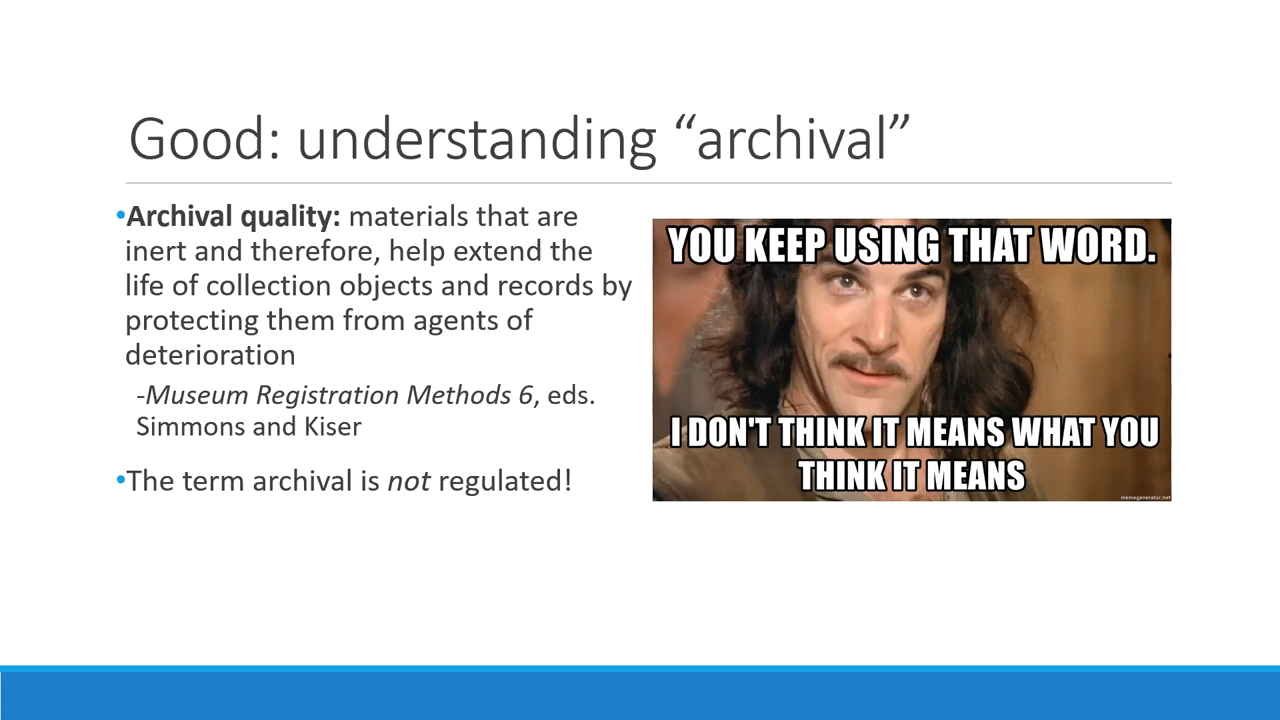 Good: understanding “archival”
•Archival quality: materials that are
inert and therefore, help extend the
life of collection objects and records by
protecting them from agents of
deterioration
-Museum Registration Methods 6, eds.
Simmons and Kiser
•The term archival is not regulated!
YOU KEEP USING THAT WORD.
I DON'T THINK IT MEANS WHAT YOU
THINK IT MEANS
memegenerator.net